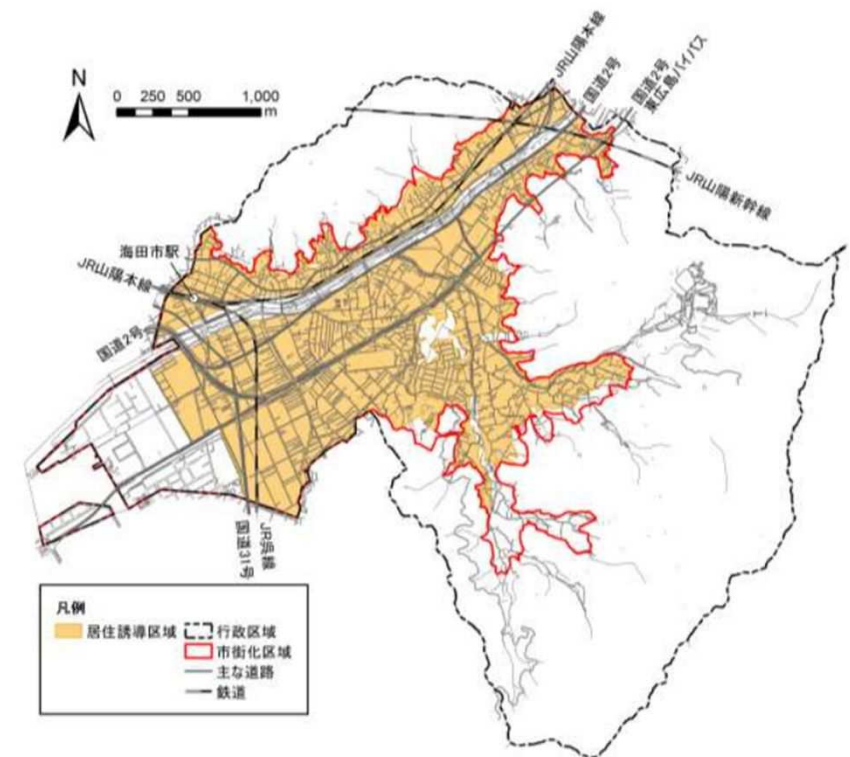 N
0 250 500 1,000
m
JR山陽本線
国道2号
国道2号
東広島バイパス
JR山陽新幹線
海田市駅
JR山陽本線
国道2号
国道31号
JR呉線
凡例
居住誘導区域
行政区域
市街化区域
主な道路
鉄道